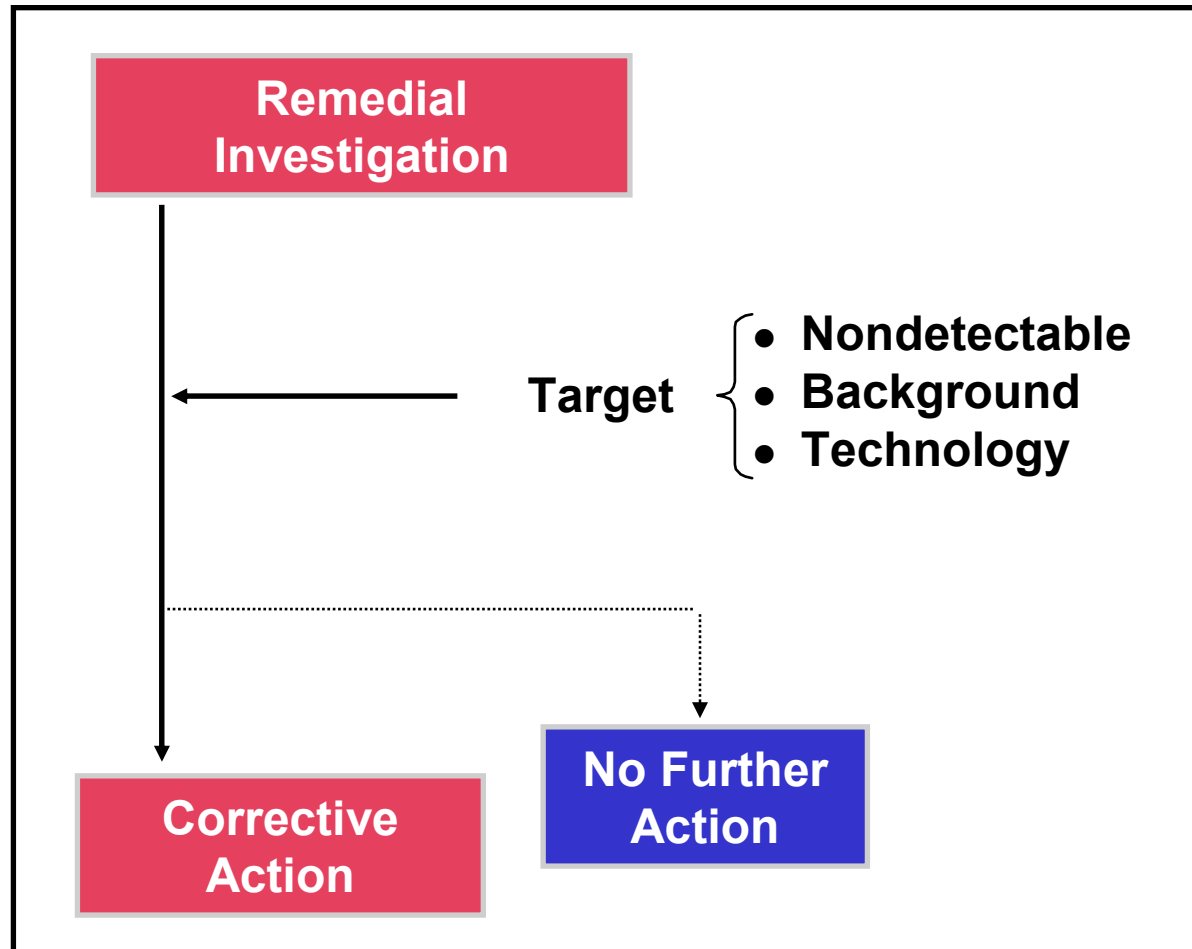 Remedial
Investigation
Target
● Nondetectable
● Background
● Technology
No Further
Action
Corrective
Action